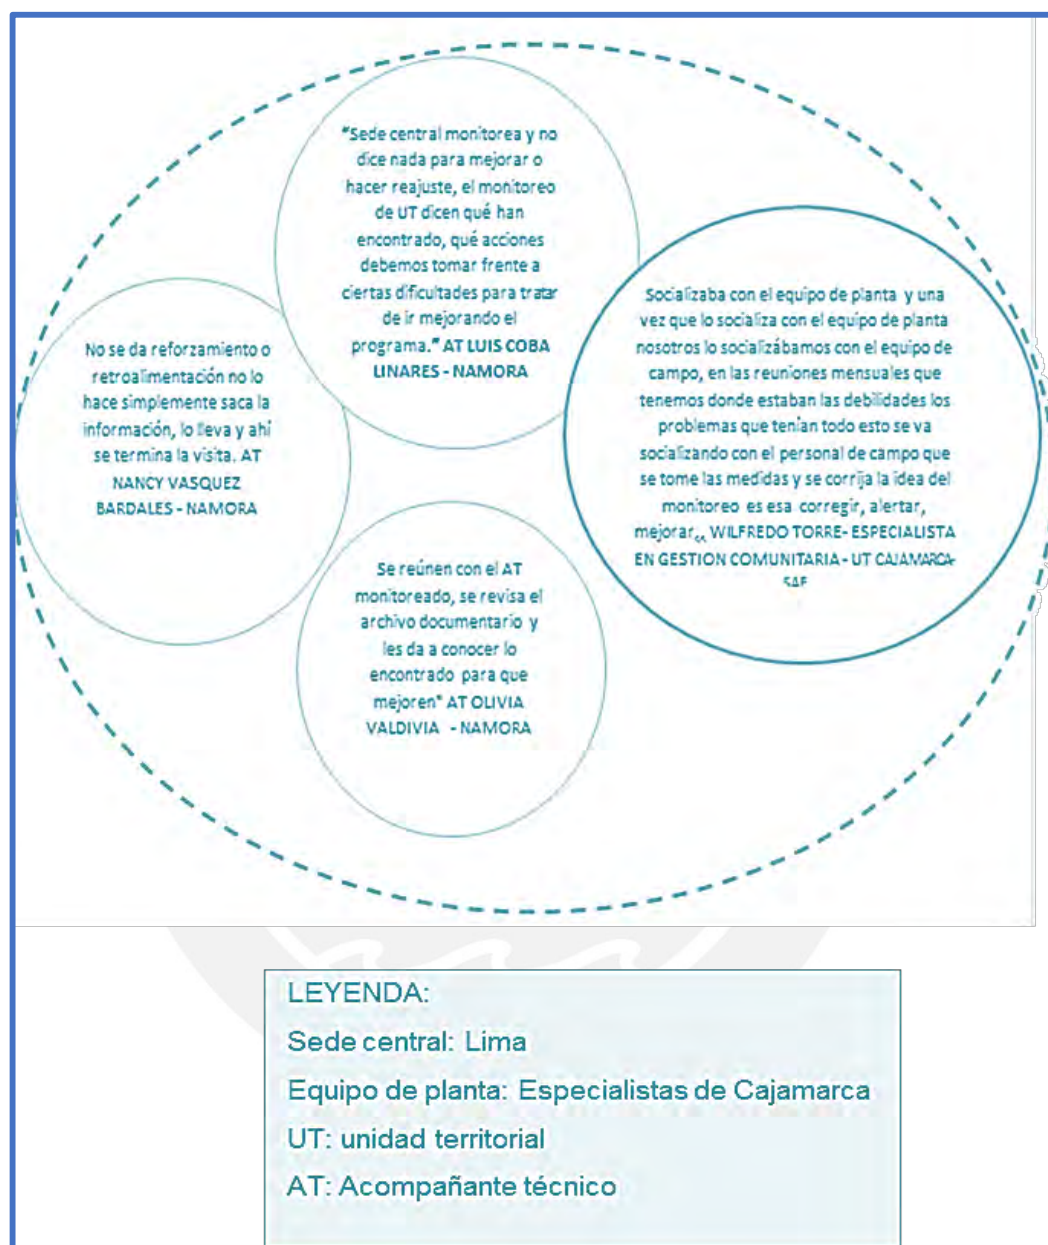 "Sede central monitorea y no
dice nada para mejorar o
hacer reajuste, el monitoreo
de UT dicen qué han
encontrado, qué acciones
debemos tomar frente a
ciertas dificultades para tratar
de ir mejorando el
programa." AT LUIS COBA
LINARES - NAMORA
No se da reforzamiento o
retroalimentación no lo
hace simplemente saca la
información, lo lleva y ahí
se termina la visita. AT
NANCY VASQUEZ
BARDALES - NAMORA
Socializaba con el equipo de planta y una
vez que lo socializa con el equipo de planta
nosotros lo socializábamos con el equipo de
campo, en las reuniones mensuales que
tenemos donde estaban las debilidades los
problemas que tenían todo esto se va
socializando con el personal de campo que
se tome las medidas y se corrija la idea del
monitoreo es esa corregir, alertar,
mejorar,, WILFREDO TORRE- ESPECIALISTA
EN GESTION COMUNITARIA - UT CAJAMARCA-
SAF
Se reúnen con el AT
monitoreado, se revisa el
archivo documentario y
les da a conocer lo
encontrado para que
mejoren" AT OLIVIA
VALDIVIA - NAMORA
LEYENDA:
Sede central: Lima
Equipo de planta: Especialistas de Cajamarca
UT: unidad territorial
AT: Acompañante técnico